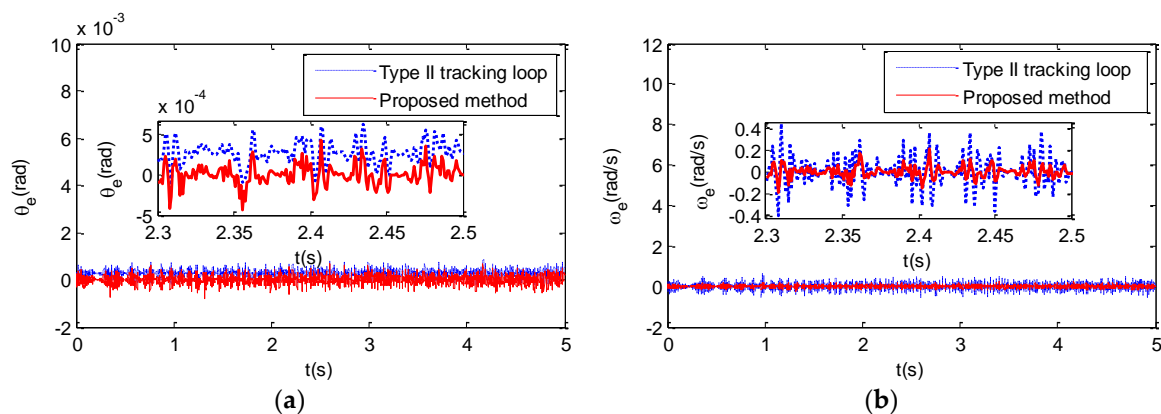 x 10^-3
10
8
6
4
2
0
-2
θe(rad)
Type II tracking loop
Proposed method
x 10^-4
5
0
-5
θe(rad)
2.3 2.35 2.4 2.45 2.5
t(s)
0 1 2 3 4 5
t(s)
(a)
12
10
8
6
4
2
0
-2
ωe(rad/s)
Type II tracking loop
Proposed method
0.4
0.2
0
-0.2
-0.4
ωe(rad/s)
2.3 2.35 2.4 2.45 2.5
t(s)
0 1 2 3 4 5
t(s)
(b)